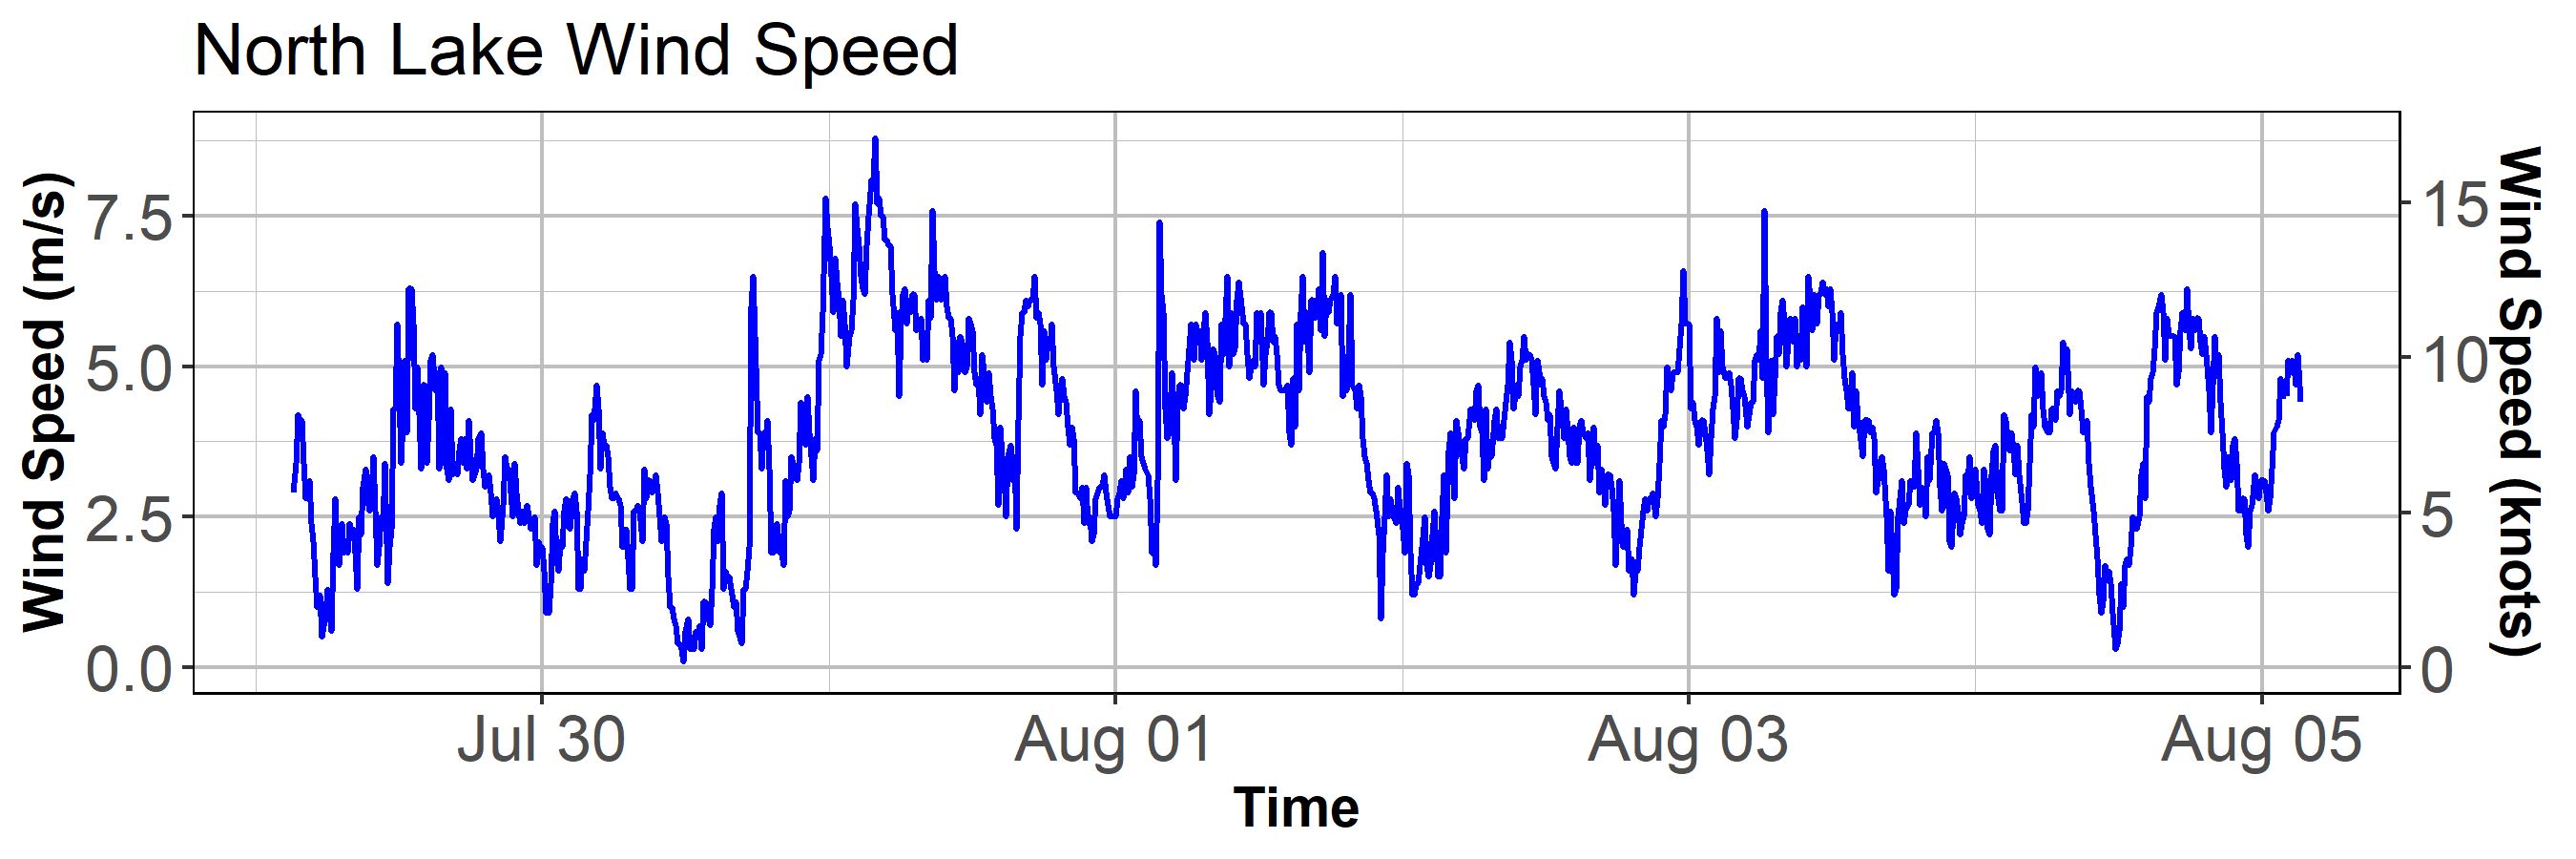 North Lake Wind Speed
Wind Speed (m/s)
7.5
5.0
2.5
0.0
15
10
5
0
Wind Speed (knots)
Jul 30
Aug 01
Aug 03
Aug 05
Time